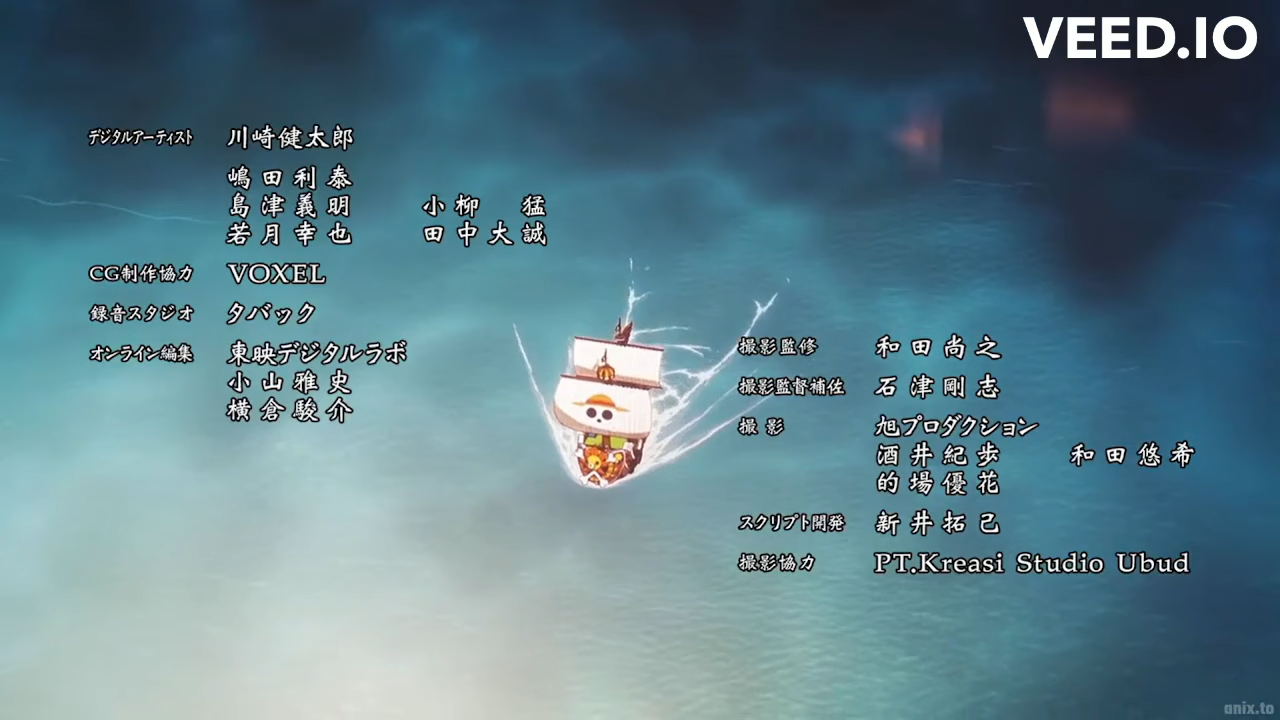 VEED.IO
デジタルアーティスト 川崎健太郎
嶋田利泰
島津義明 小柳 猛
若月幸也 田中大誠
CG制作協力 VOXEL
録音スタジオ タバック
オンライン編集 東映デジタルラボ
小山雅史
横倉駿介
撮影監修 和田尚之
撮影監督補佐 石津剛志
撮影 旭プロダクション
酒井紀歩 和田悠希
的場優花
スクリプト開発 新井拓己
撮影協力 PT.Kreasi Studio Ubud
anix.to